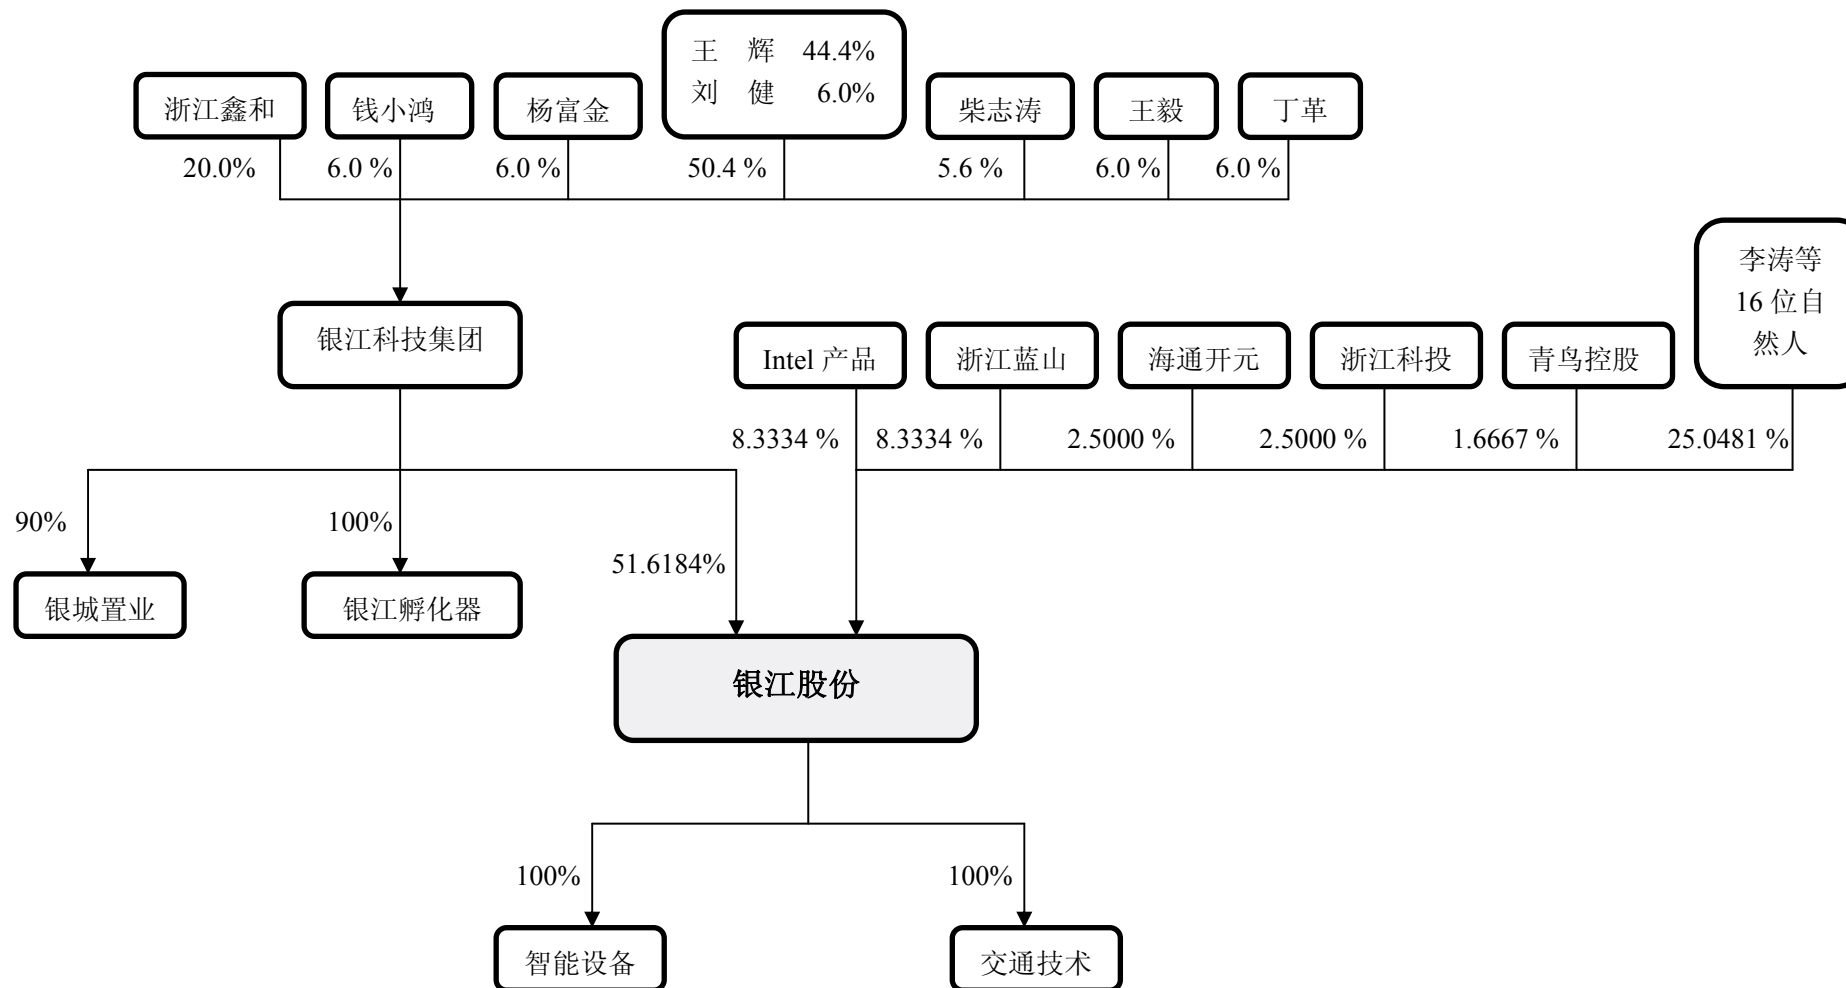 王 辉 44.4%
刘 健 6.0%
浙江鑫和
钱小鸿
杨富金
柴志涛
王毅
丁革
20.0%
6.0 %
6.0 %
50.4 %
5.6 %
6.0 %
6.0 %
李涛等
16 位自
然人
银江科技集团
Intel 产品
浙江蓝山
海通开元
浙江科投
青鸟控股
8.3334 %
8.3334 %
2.5000 %
2.5000 %
1.6667 %
25.0481 %
90%
100%
51.6184%
银城置业
银江孵化器
银江股份
100%
100%
智能设备
交通技术